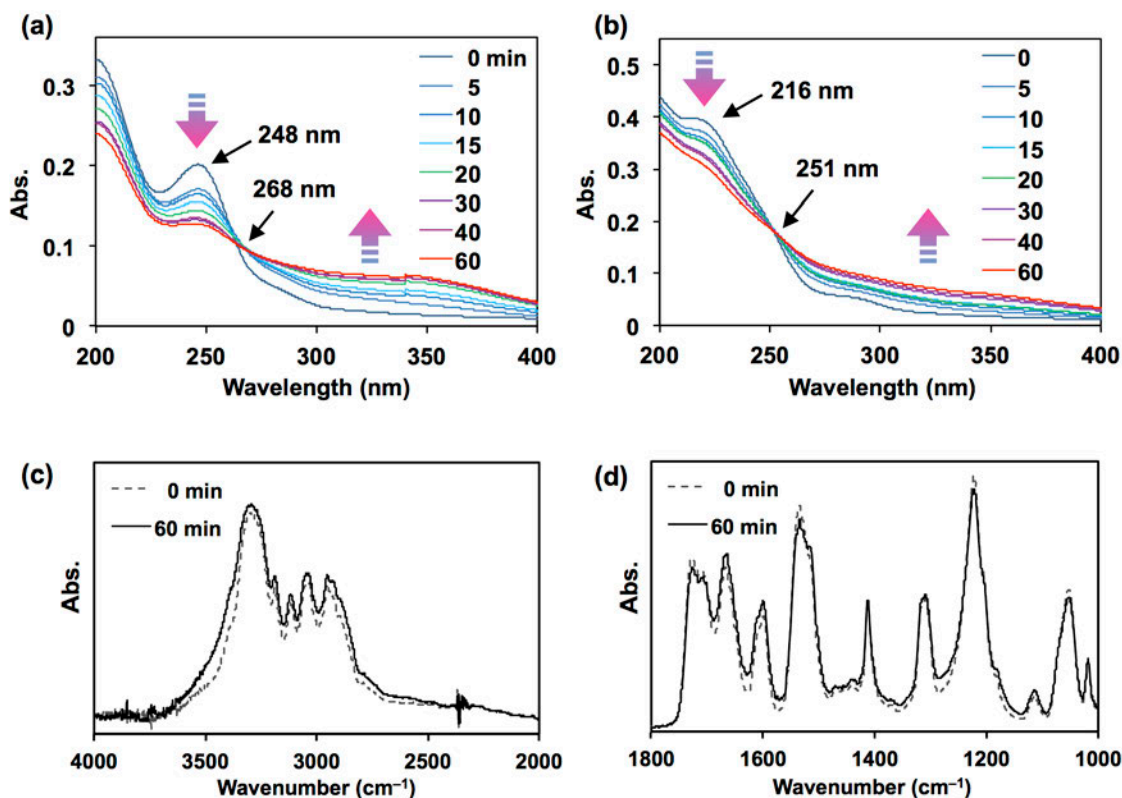 (a)
0.3
0.2
0.1
0
200
250
300
350
400
Abs.
Wavelength (nm)
248 nm
268 nm
0 min
5
10
15
20
30
40
60
(b)
0.5
0.4
0.3
0.2
0.1
0
200
250
300
350
400
Abs.
Wavelength (nm)
216 nm
251 nm
0
5
10
15
20
30
40
60
(c)
0 min
60 min
Abs.
4000
3500
3000
2500
2000
Wavenumber (cm⁻¹)
(d)
0 min
60 min
Abs.
1800
1600
1400
1200
1000
Wavenumber (cm⁻¹)